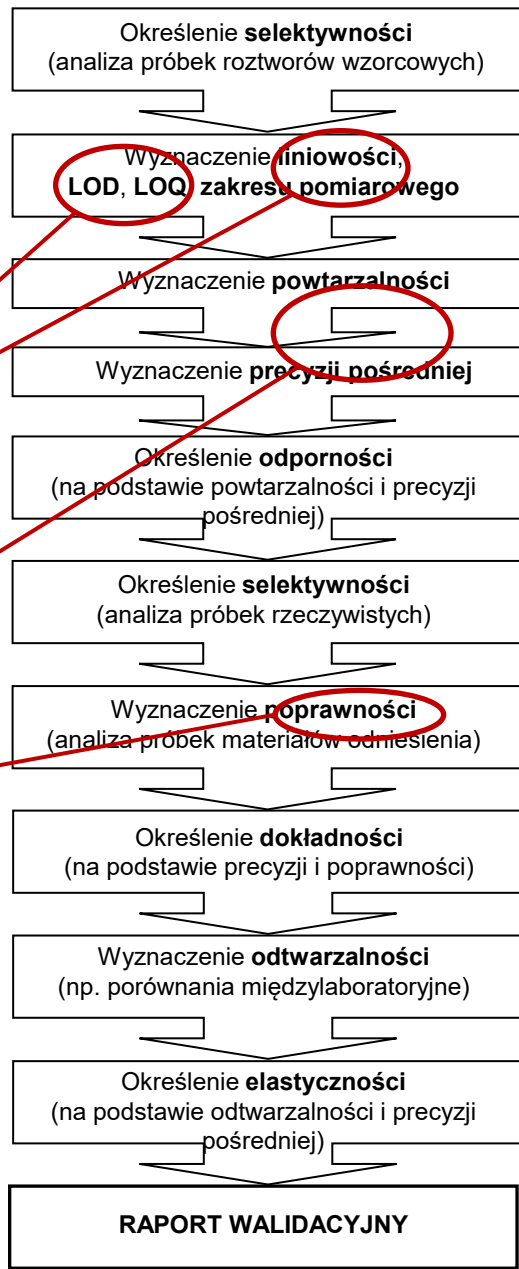 Określenie selektywności
(analiza próbek roztworów wzorcowych)
Wyznaczenie liniowości,
LOD, LOQ, zakresu pomiarowego
Wyznaczenie powtarzalności
Wyznaczenie precyzji pośredniej
Określenie odporności
(na podstawie powtarzalności i precyzji
pośredniej)
Określenie selektywności
(analiza próbek rzeczywistych)
Wyznaczenie poprawności
(analiza próbek materiałów odniesienia)
Określenie dokładności
(na podstawie precyzji i poprawności)
Wyznaczenie odtwarzalności
(np. porównania międzylaboratoryjne)
Określenie elastyczności
(na podstawie odtwarzalności i precyzji
pośredniej)
RAPORT WALIDACYJNY